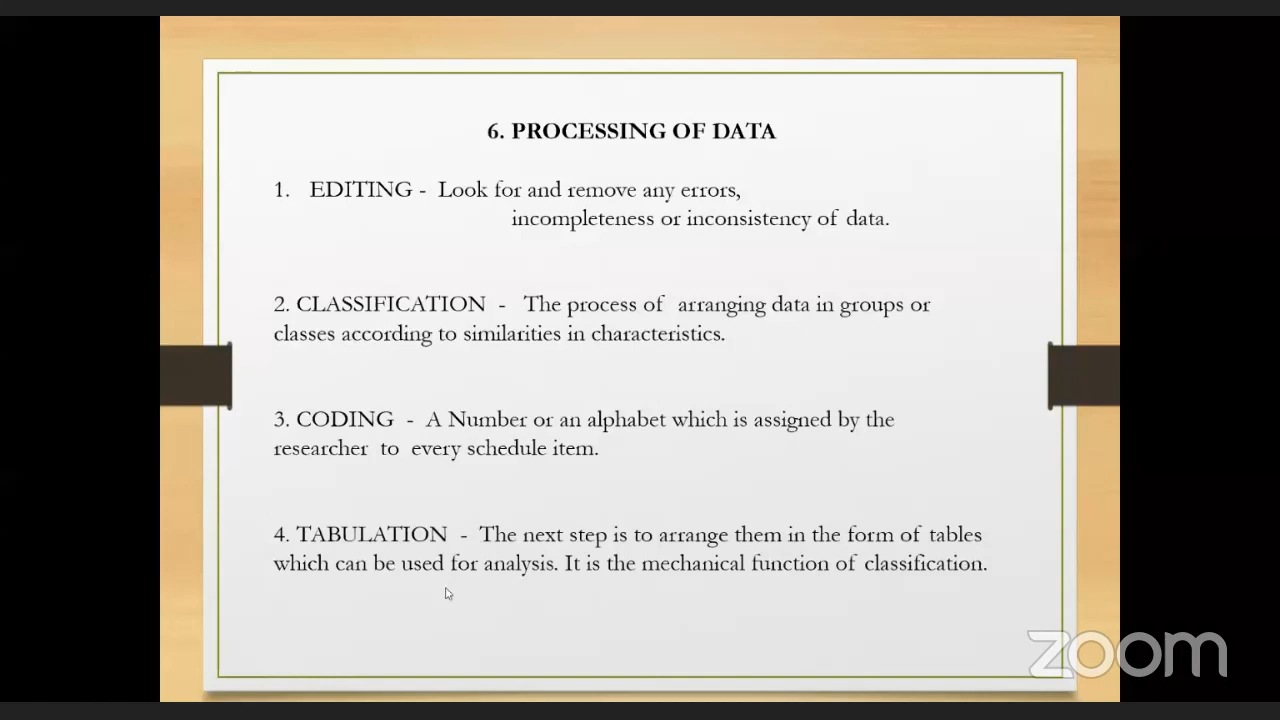 6. PROCESSING OF DATA
1. EDITING - Look for and remove any errors,
incompleteness or inconsistency of data.
2. CLASSIFICATION - The process of arranging data in groups or
classes according to similarities in characteristics.
3. CODING - A Number or an alphabet which is assigned by the
researcher to every schedule item.
4. TABULATION - The next step is to arrange them in the form of tables
which can be used for analysis. It is the mechanical function of classification.
zoom